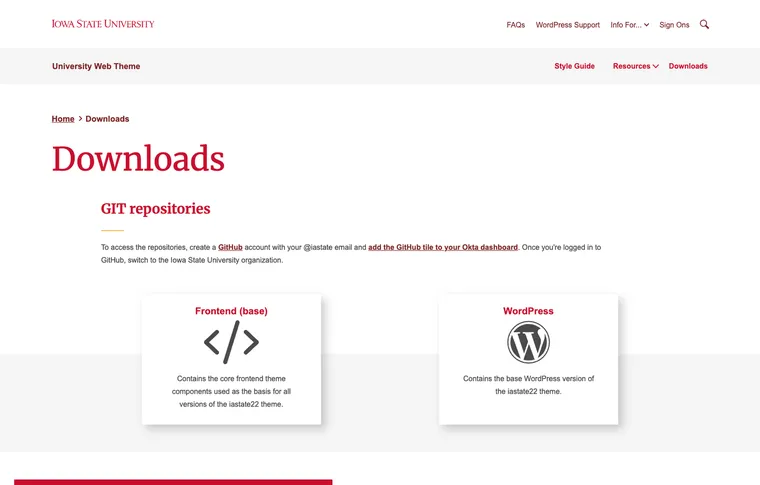 IOWA STATE UNIVERSITY
FAQs WordPress Support Info For... Sign Ons
University Web Theme
Style Guide Resources Downloads
Home Downloads
Downloads
GIT repositories
To access the repositories, create a GitHub account with your @iastate email and add the GitHub tile to your Okta dashboard. Once you're logged in to
GitHub, switch to the Iowa State University organization.
Frontend (base)
Contains the core frontend theme
components used as the basis for all
versions of the iastate22 theme.
WordPress
Contains the base WordPress version of
the iastate22 theme.